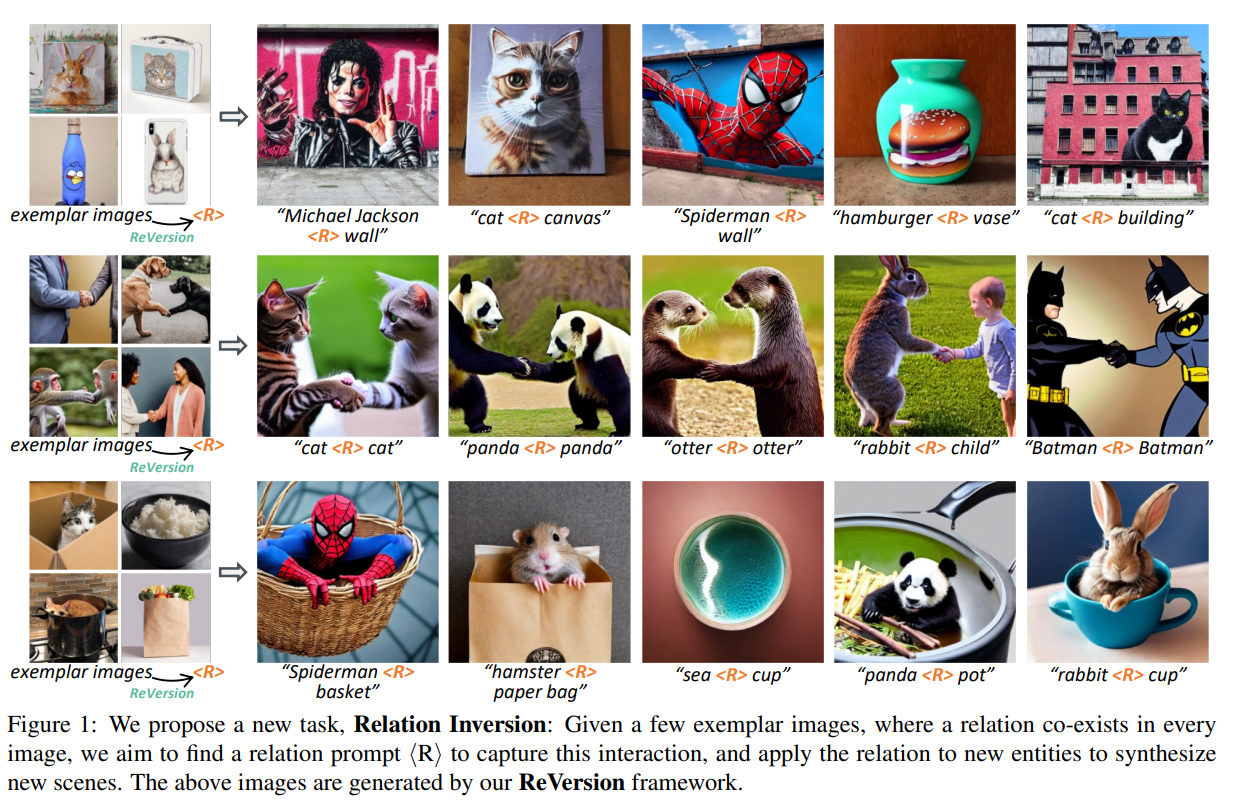 exemplar images <R>
ReVersion
"Michael Jackson
<R> wall"
"cat <R> canvas"
"Spiderman <R>
wall"
"hamburger <R> vase"
"cat <R> building"
exemplar images <R>
ReVersion
"cat <R> cat"
"panda <R> panda"
"otter <R> otter"
"rabbit <R> child"
"Batman <R> Batman"
exemplar images <R>
ReVersion
"Spiderman <R>
basket"
"hamster <R>
paper bag"
"sea <R> cup"
"panda <R> pot"
"rabbit <R> cup"
Figure 1: We propose a new task, Relation Inversion: Given a few exemplar images, where a relation co-exists in every
image, we aim to find a relation prompt ⟨R⟩ to capture this interaction, and apply the relation to new entities to synthesize
new scenes. The above images are generated by our ReVersion framework.